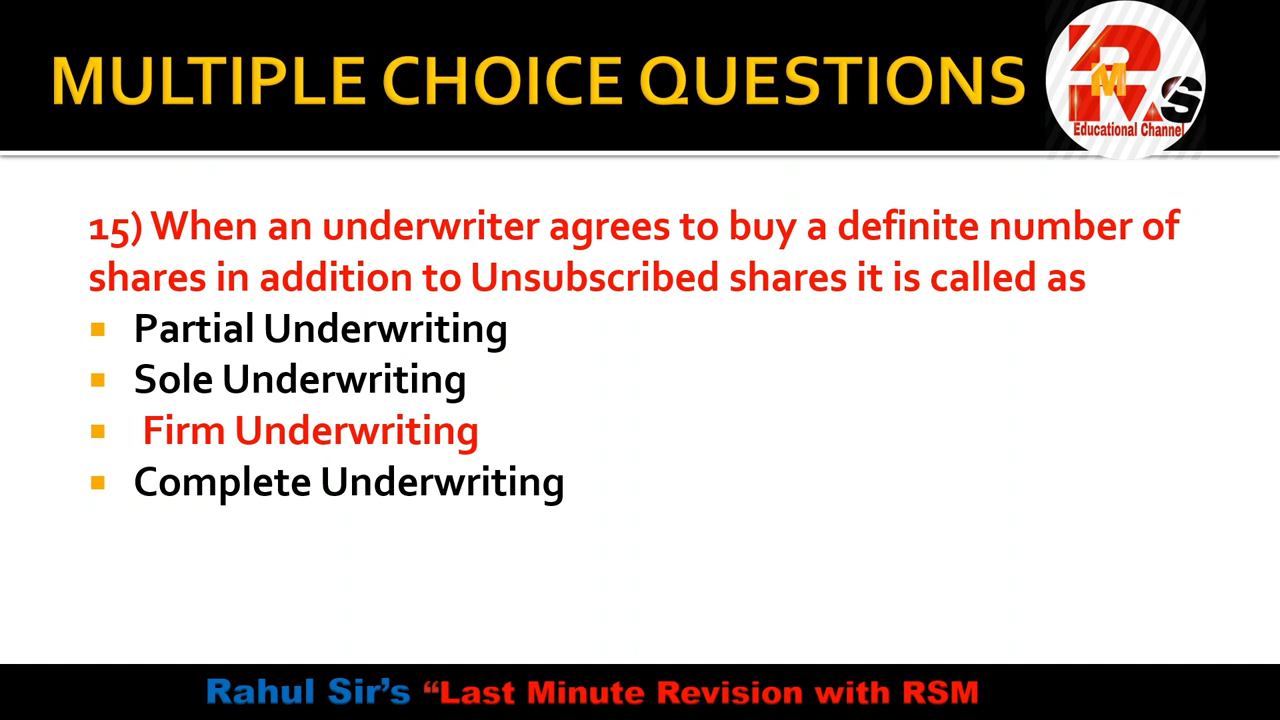 MULTIPLE CHOICE QUESTIONS
RMS
Educational Channel
15) When an underwriter agrees to buy a definite number of
shares in addition to Unsubscribed shares it is called as
Partial Underwriting
Sole Underwriting
Firm Underwriting
Complete Underwriting
Rahul Sir’s “Last Minute Revision with RSM